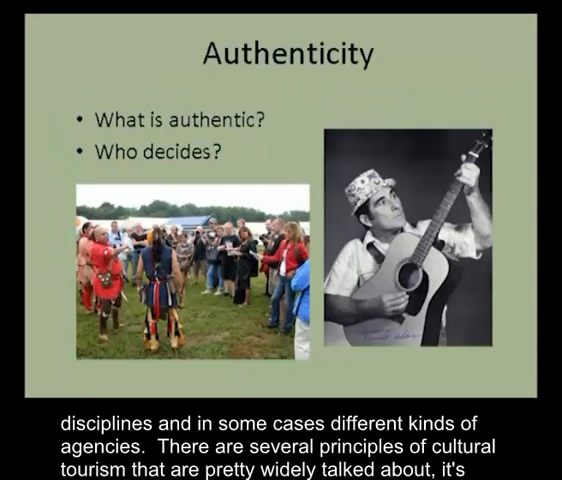 Authenticity
• What is authentic?
• Who decides?
disciplines and in some cases different kinds of
agencies.  There are several principles of cultural
tourism that are pretty widely talked about, it's